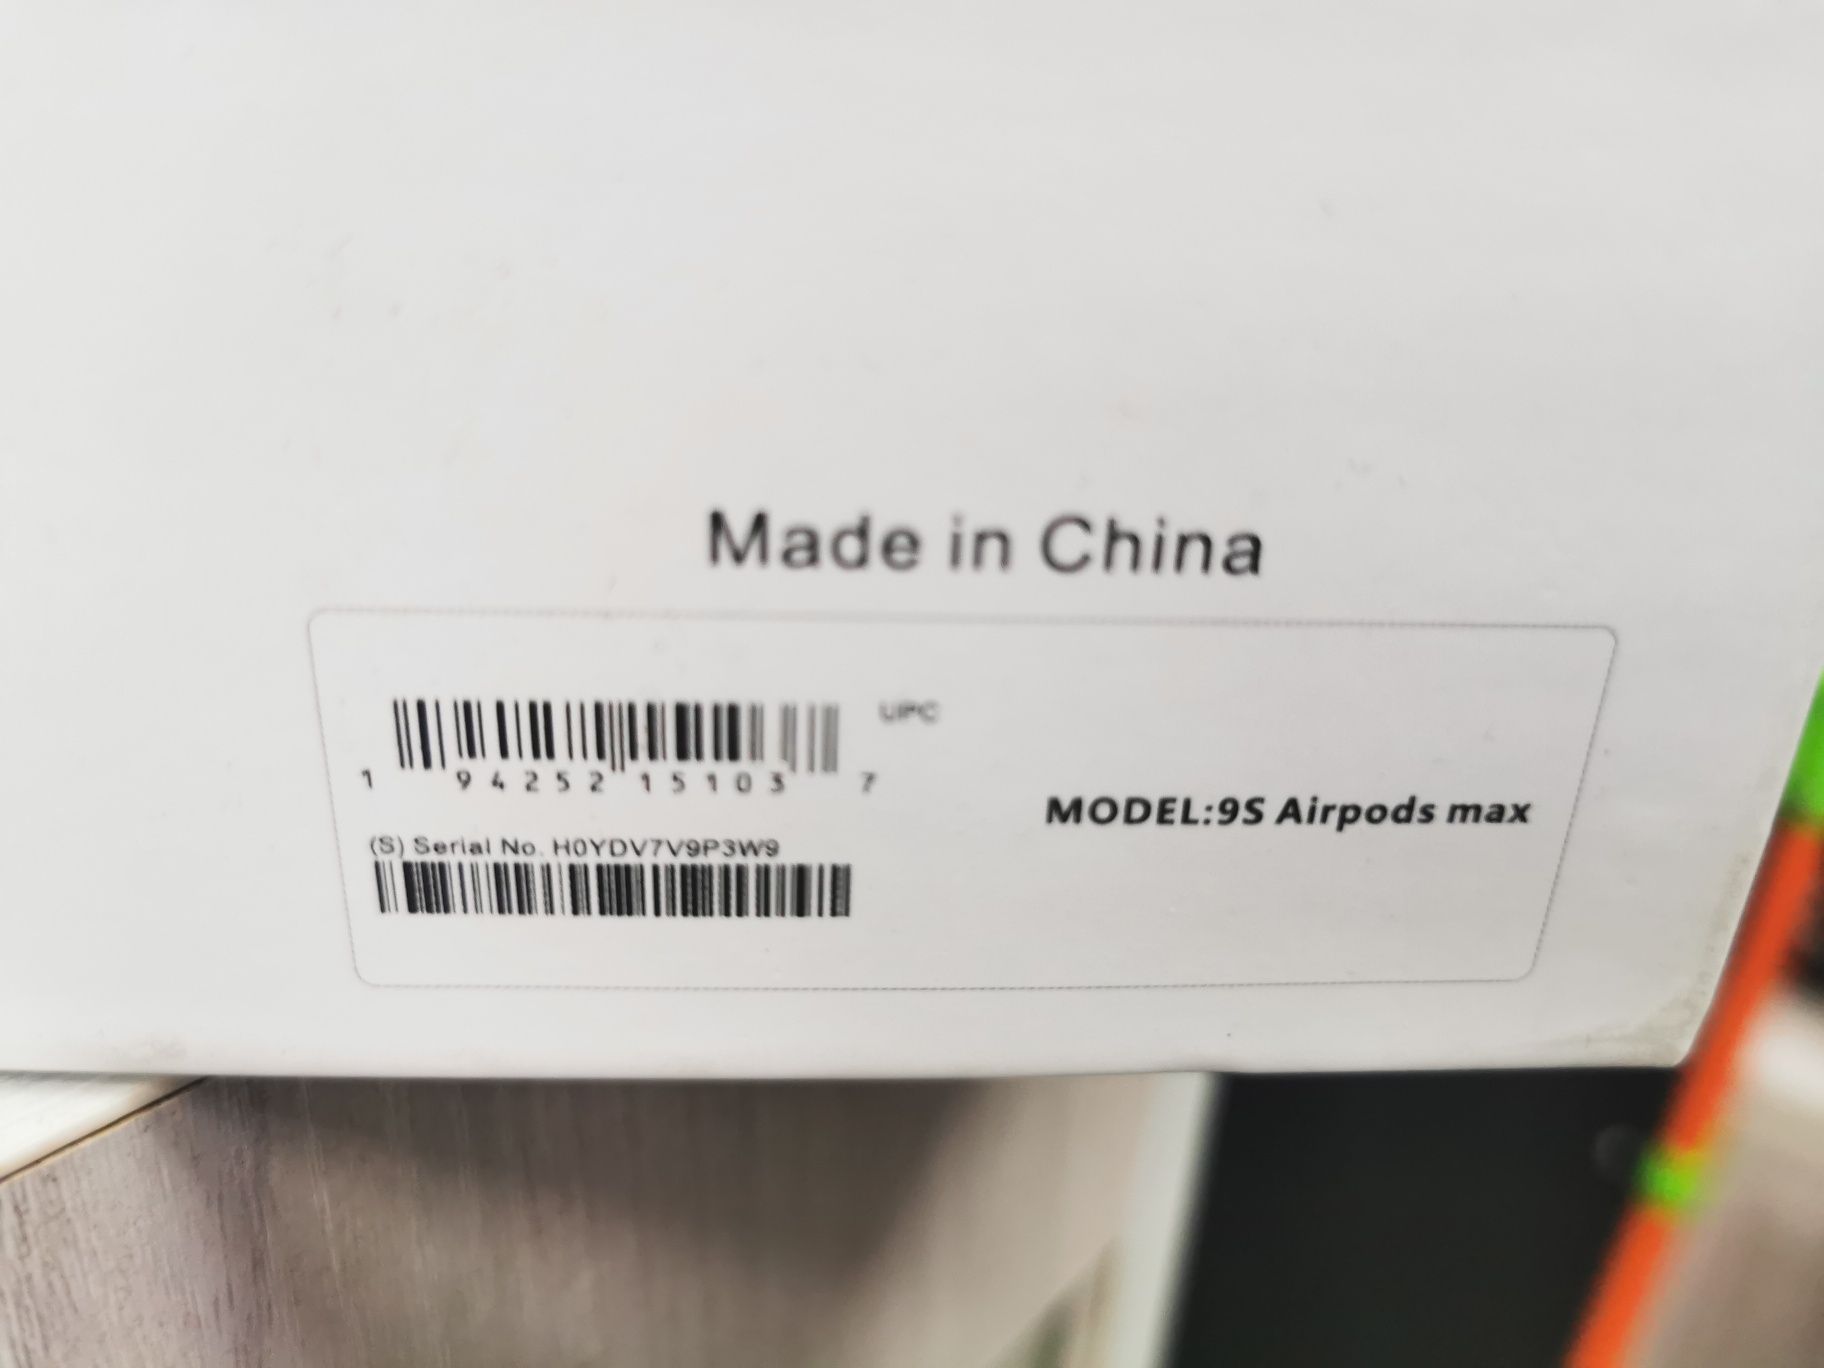 Made in China
UPC
1 94252 15103 7
MODEL:9S Airpods max
(S) Serial No. H0YDV7V9P3W9